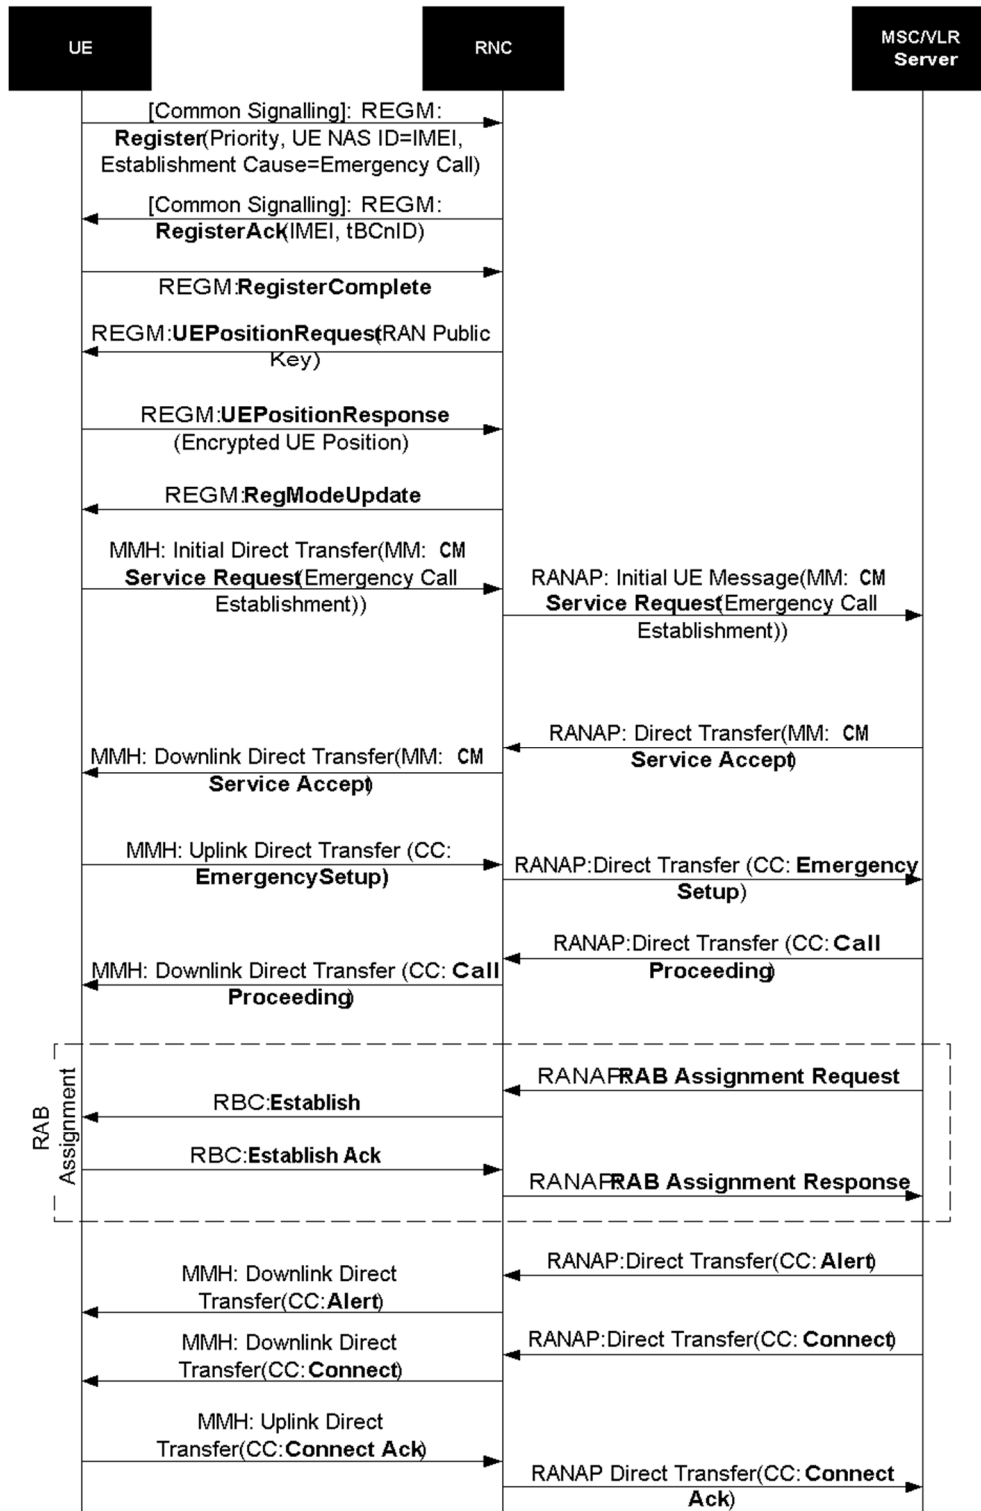 UE
RNC
MSC/VLR
Server
[Common Signalling]: REGM:
Register(Priority, UE NAS ID=IMEI,
Establishment Cause=Emergency Call)
[Common Signalling]: REGM:
RegisterAck(IMEI, tBCnID)
REGM:RegisterComplete
REGM:UEPositionRequest(RAN Public
Key)
REGM:UEPositionResponse
(Encrypted UE Position)
REGM:RegModeUpdate
MMH: Initial Direct Transfer(MM: CM
Service Request(Emergency Call
Establishment))
RANAP: Initial UE Message(MM: CM
Service Request(Emergency Call
Establishment))
RANAP: Direct Transfer(MM: CM
Service Accept)
MMH: Downlink Direct Transfer(MM: CM
Service Accept)
MMH: Uplink Direct Transfer (CC:
EmergencySetup)
RANAP:Direct Transfer (CC: Emergency
Setup)
RANAP:Direct Transfer (CC: Call
Proceeding)
MMH: Downlink Direct Transfer (CC: Call
Proceeding)
RAB
Assignment
RANAP:RAB Assignment Request
RBC:Establish
RBC:Establish Ack
RANAP:RAB Assignment Response
RANAP:Direct Transfer(CC: Alert)
MMH: Downlink Direct
Transfer(CC:Alert)
RANAP:Direct Transfer(CC: Connect)
MMH: Downlink Direct
Transfer(CC: Connect)
MMH: Uplink Direct
Transfer(CC:Connect Ack)
RANAP Direct Transfer(CC: Connect
Ack)